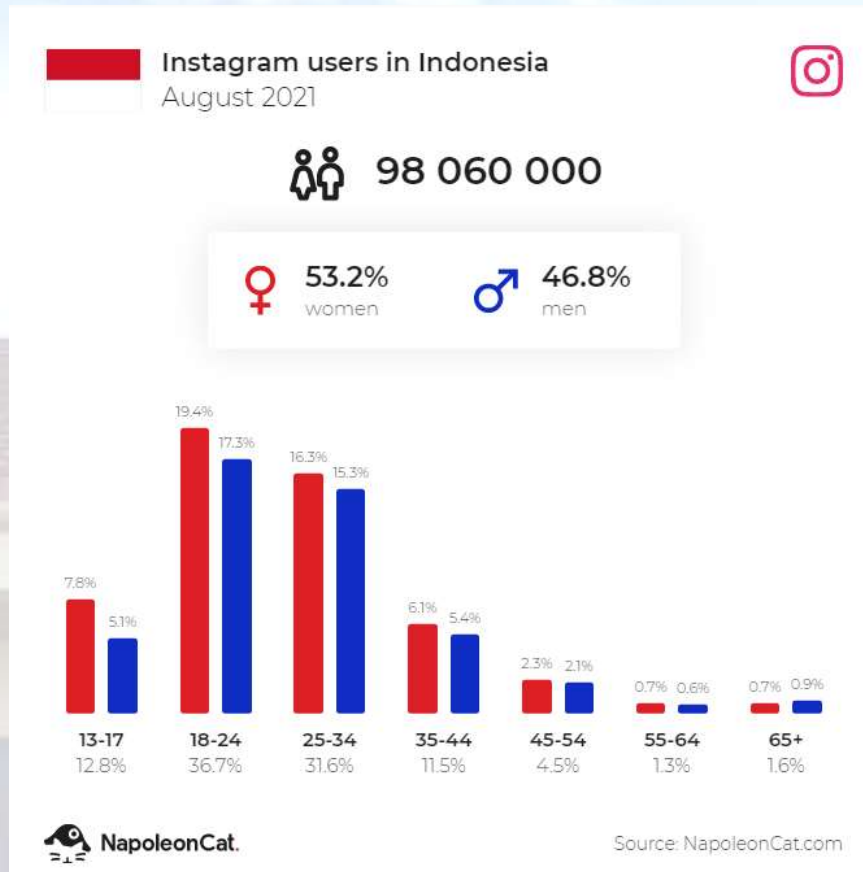 Instagram users in Indonesia
August 2021
98 060 000
53.2% 46.8%
women men
19.4%
17.3%
16.3%
15.3%
7.8%
5.1%
6.1%
5.4%
2.3% 2.1%
0.7% 0.6% 0.7% 0.9%
13-17 18-24 25-34 35-44 45-54 55-64 65+
12.8% 36.7% 31.6% 11.5% 4.5% 1.3% 1.6%
NapoleonCat. Source: NapoleonCat.com